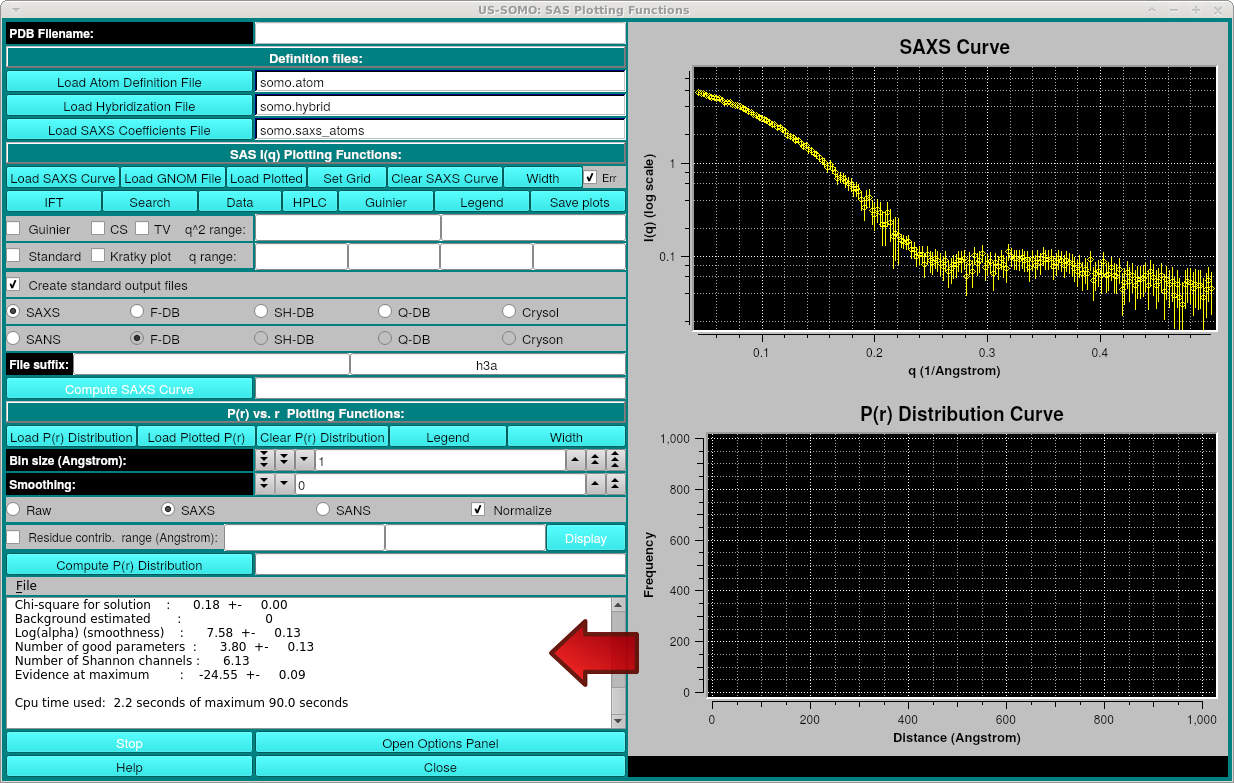 US-SOMO: SAS Plotting Functions
PDB Filename:
Definition files:
Load Atom Definition File somo.atom
Load Hybridization File somo.hybrid
Load SAXS Coefficients File somo.saxs_atoms
SAS I(q) Plotting Functions:
Load SAXS Curve Load GNOM File Load Plotted Set Grid Clear SAXS Curve Width Err
IFT Search Data HPLC Guinier Legend Save plots
Guinier CS TV q^2 range:
Standard Kratky plot q range:
Create standard output files
SAXS F-DB SH-DB Q-DB Crysol
SANS F-DB SH-DB Q-DB Cryson
File suffix: h3a
Compute SAXS Curve
P(r) vs. r Plotting Functions:
Load P(r) Distribution Load Plotted P(r) Clear P(r) Distribution Legend Width
Bin size (Angstrom): 1
Smoothing: 0
Raw SAXS SANS Normalize
Residue contrib. range (Angstrom): Display
Compute P(r) Distribution
File
Chi-square for solution : 0.18 +- 0.00
Background estimated : 0
Log(alpha) (smoothness) : 7.58 +- 0.13
Number of good parameters : 3.80 +- 0.13
Number of Shannon channels : 6.13
Evidence at maximum : -24.55 +- 0.09
Cpu time used: 2.2 seconds of maximum 90.0 seconds
Stop Open Options Panel
Help Close
SAXS Curve
I(q) (log scale)
1
0.1
0.1 0.2 0.3 0.4
q (1/Angstrom)
P(r) Distribution Curve
Frequency
1,000
800
600
400
200
0
0 200 400 600 800 1,000
Distance (Angstrom)